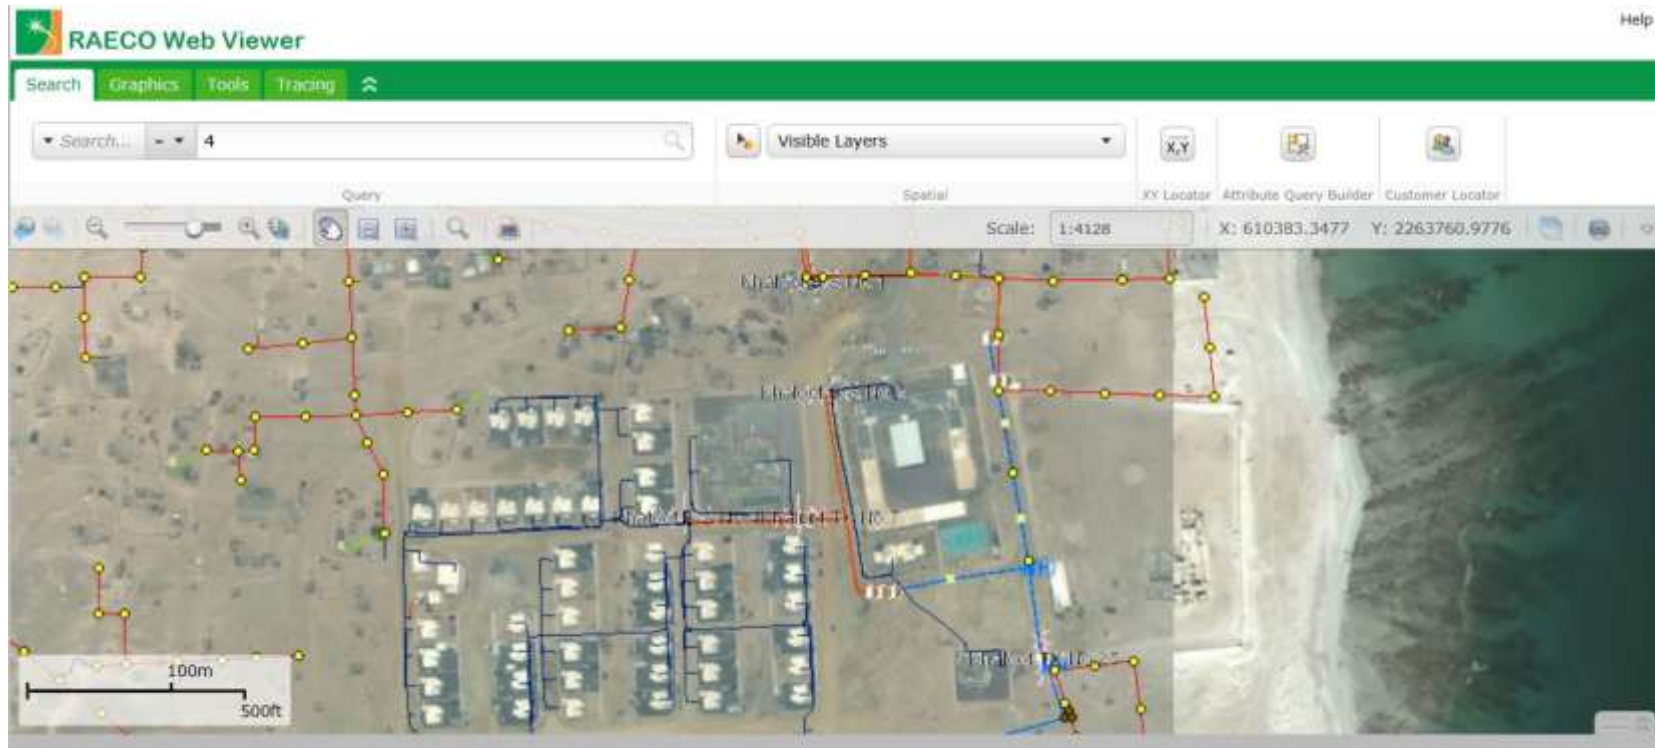 Help
RAECO Web Viewer
Search Graphics Tools Tracing
Search... = 4 Visible Layers X,Y
Query Spatial XY Locator Attribute Query Builder Customer Locator
Scale: 1:4128 X: 610383.3477 Y: 2263760.9776
100m
500ft